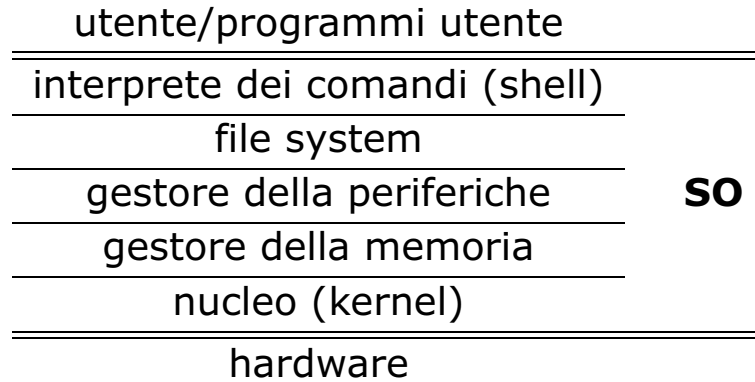 utente/programmi utente
interprete dei comandi (shell)
file system
gestore della periferiche
SO
gestore della memoria
nucleo (kernel)
hardware